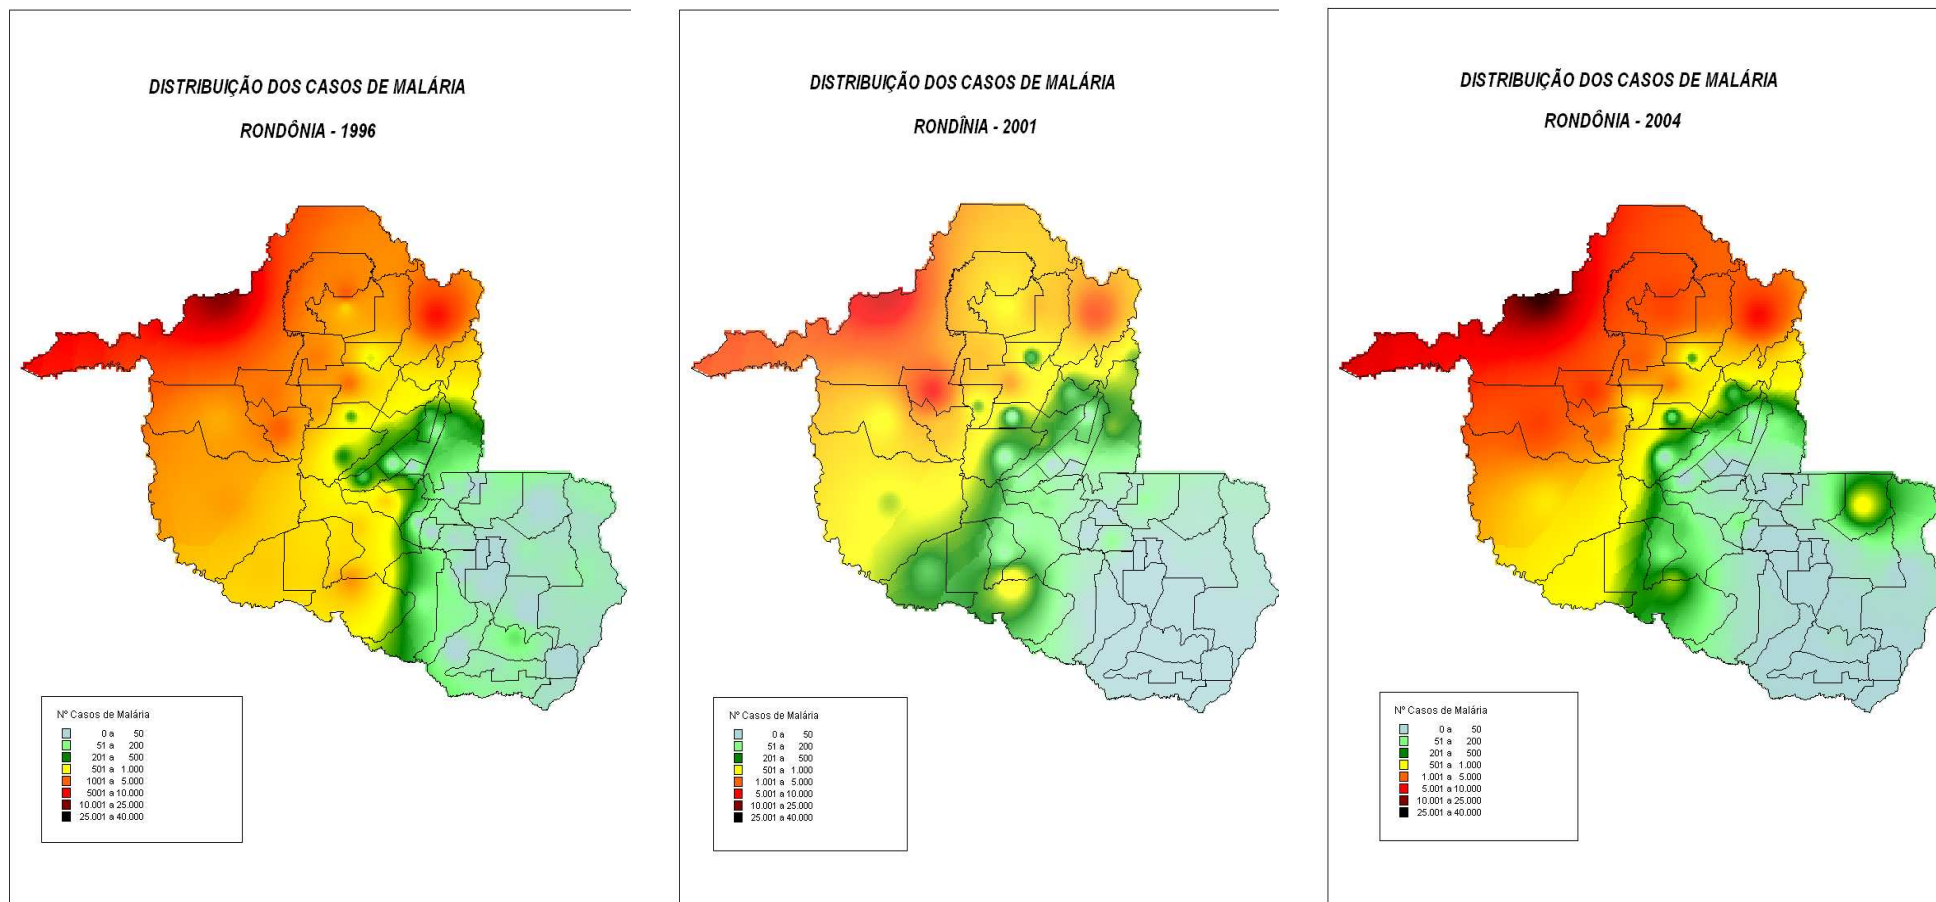 DISTRIBUIÇÃO DOS CASOS DE MALÁRIA
RONDÔNIA - 1996
Nº Casos de Malária
0 a 50
51 a 200
201 a 500
501 a 1.000
1001 a 5.000
5001 a 10.000
10.001 a 25.000
25.001 a 40.000
DISTRIBUIÇÃO DOS CASOS DE MALÁRIA
RONDÎNIA - 2001
Nº Casos de Malária
0 a 50
51 a 200
201 a 500
501 a 1.000
1.001 a 5.000
5.001 a 10.000
10.001 a 25.000
25.001 a 40.000
DISTRIBUIÇÃO DOS CASOS DE MALÁRIA
RONDÔNIA - 2004
Nº Casos de Malária
0 a 50
51 a 200
201 a 500
501 a 1.000
1.001 a 5.000
5.001 a 10.000
10.001 a 25.000
25.001 a 40.000